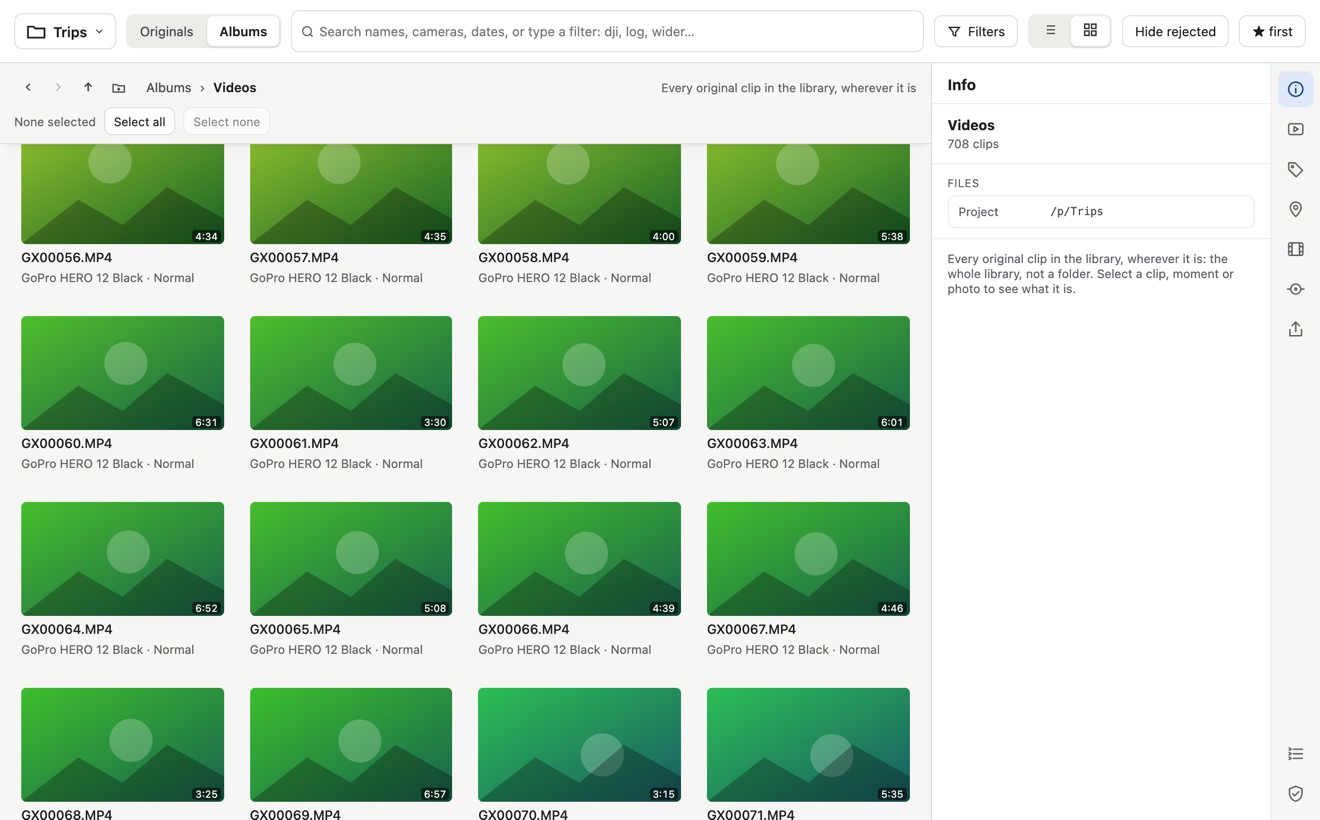 Trips
Originals
Albums
Search names, cameras, dates, or type a filter: dji, log, wider...
Filters
Hide rejected
★ first
Albums › Videos
Every original clip in the library, wherever it is
None selected
Select all
Select none
4:34
4:35
4:00
5:38
GX00056.MP4
GX00057.MP4
GX00058.MP4
GX00059.MP4
GoPro HERO 12 Black · Normal
GoPro HERO 12 Black · Normal
GoPro HERO 12 Black · Normal
GoPro HERO 12 Black · Normal
6:31
3:30
5:07
6:01
GX00060.MP4
GX00061.MP4
GX00062.MP4
GX00063.MP4
GoPro HERO 12 Black · Normal
GoPro HERO 12 Black · Normal
GoPro HERO 12 Black · Normal
GoPro HERO 12 Black · Normal
6:52
5:08
4:39
4:46
GX00064.MP4
GX00065.MP4
GX00066.MP4
GX00067.MP4
GoPro HERO 12 Black · Normal
GoPro HERO 12 Black · Normal
GoPro HERO 12 Black · Normal
GoPro HERO 12 Black · Normal
3:25
6:57
3:15
5:35
GX00068.MP4
GX00069.MP4
GX00070.MP4
GX00071.MP4
Info
Videos
708 clips
FILES
Project
/p/Trips
Every original clip in the library, wherever it is: the
whole library, not a folder. Select a clip, moment or
photo to see what it is.